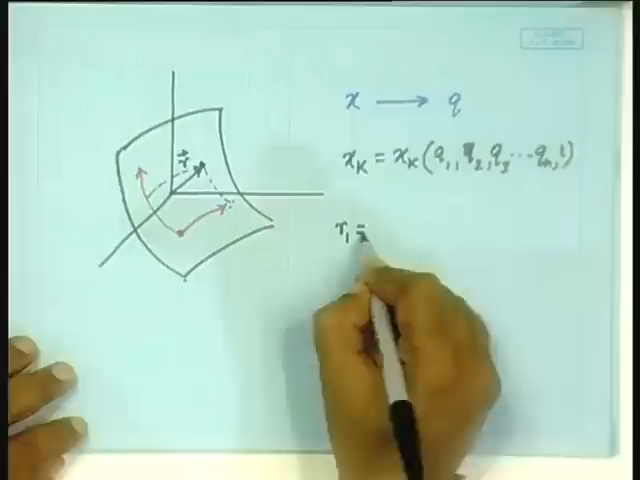 x → q
x_K = x_K(q_1, q_2, q_3 ... q_n, t)
r⃗
r_1 =